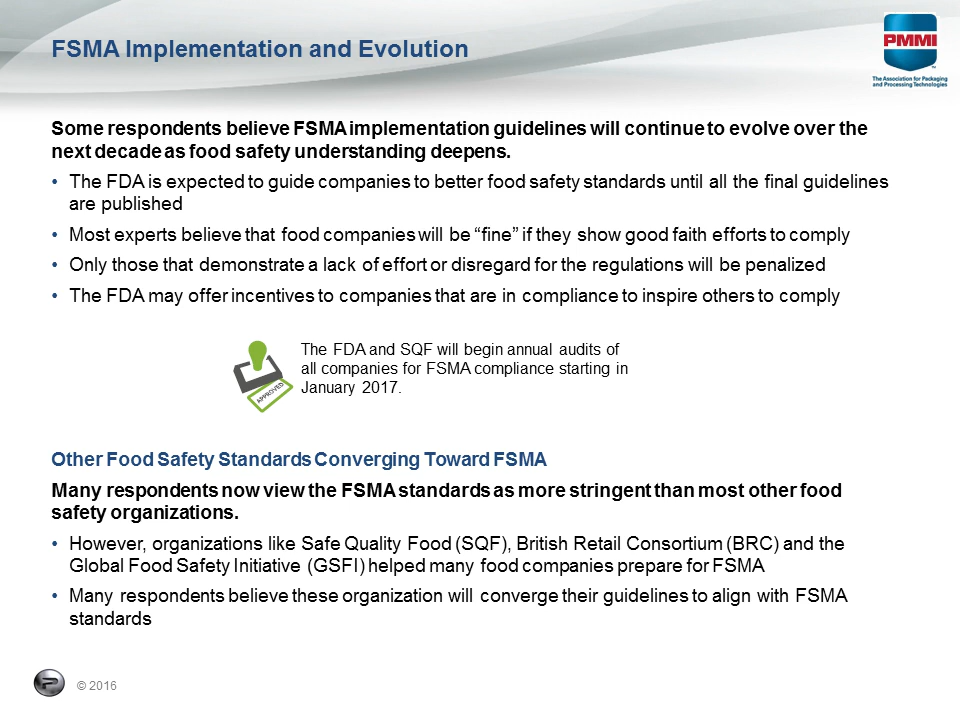 FSMA Implementation and Evolution
PMMI
The Association for Packaging
and Processing Technologies
Some respondents believe FSMA implementation guidelines will continue to evolve over the
next decade as food safety understanding deepens.
• The FDA is expected to guide companies to better food safety standards until all the final guidelines
are published
• Most experts believe that food companies will be “fine” if they show good faith efforts to comply
• Only those that demonstrate a lack of effort or disregard for the regulations will be penalized
• The FDA may offer incentives to companies that are in compliance to inspire others to comply
APPROVED
The FDA and SQF will begin annual audits of
all companies for FSMA compliance starting in
January 2017.
Other Food Safety Standards Converging Toward FSMA
Many respondents now view the FSMA standards as more stringent than most other food
safety organizations.
• However, organizations like Safe Quality Food (SQF), British Retail Consortium (BRC) and the
Global Food Safety Initiative (GSFI) helped many food companies prepare for FSMA
• Many respondents believe these organization will converge their guidelines to align with FSMA
standards
P
© 2016